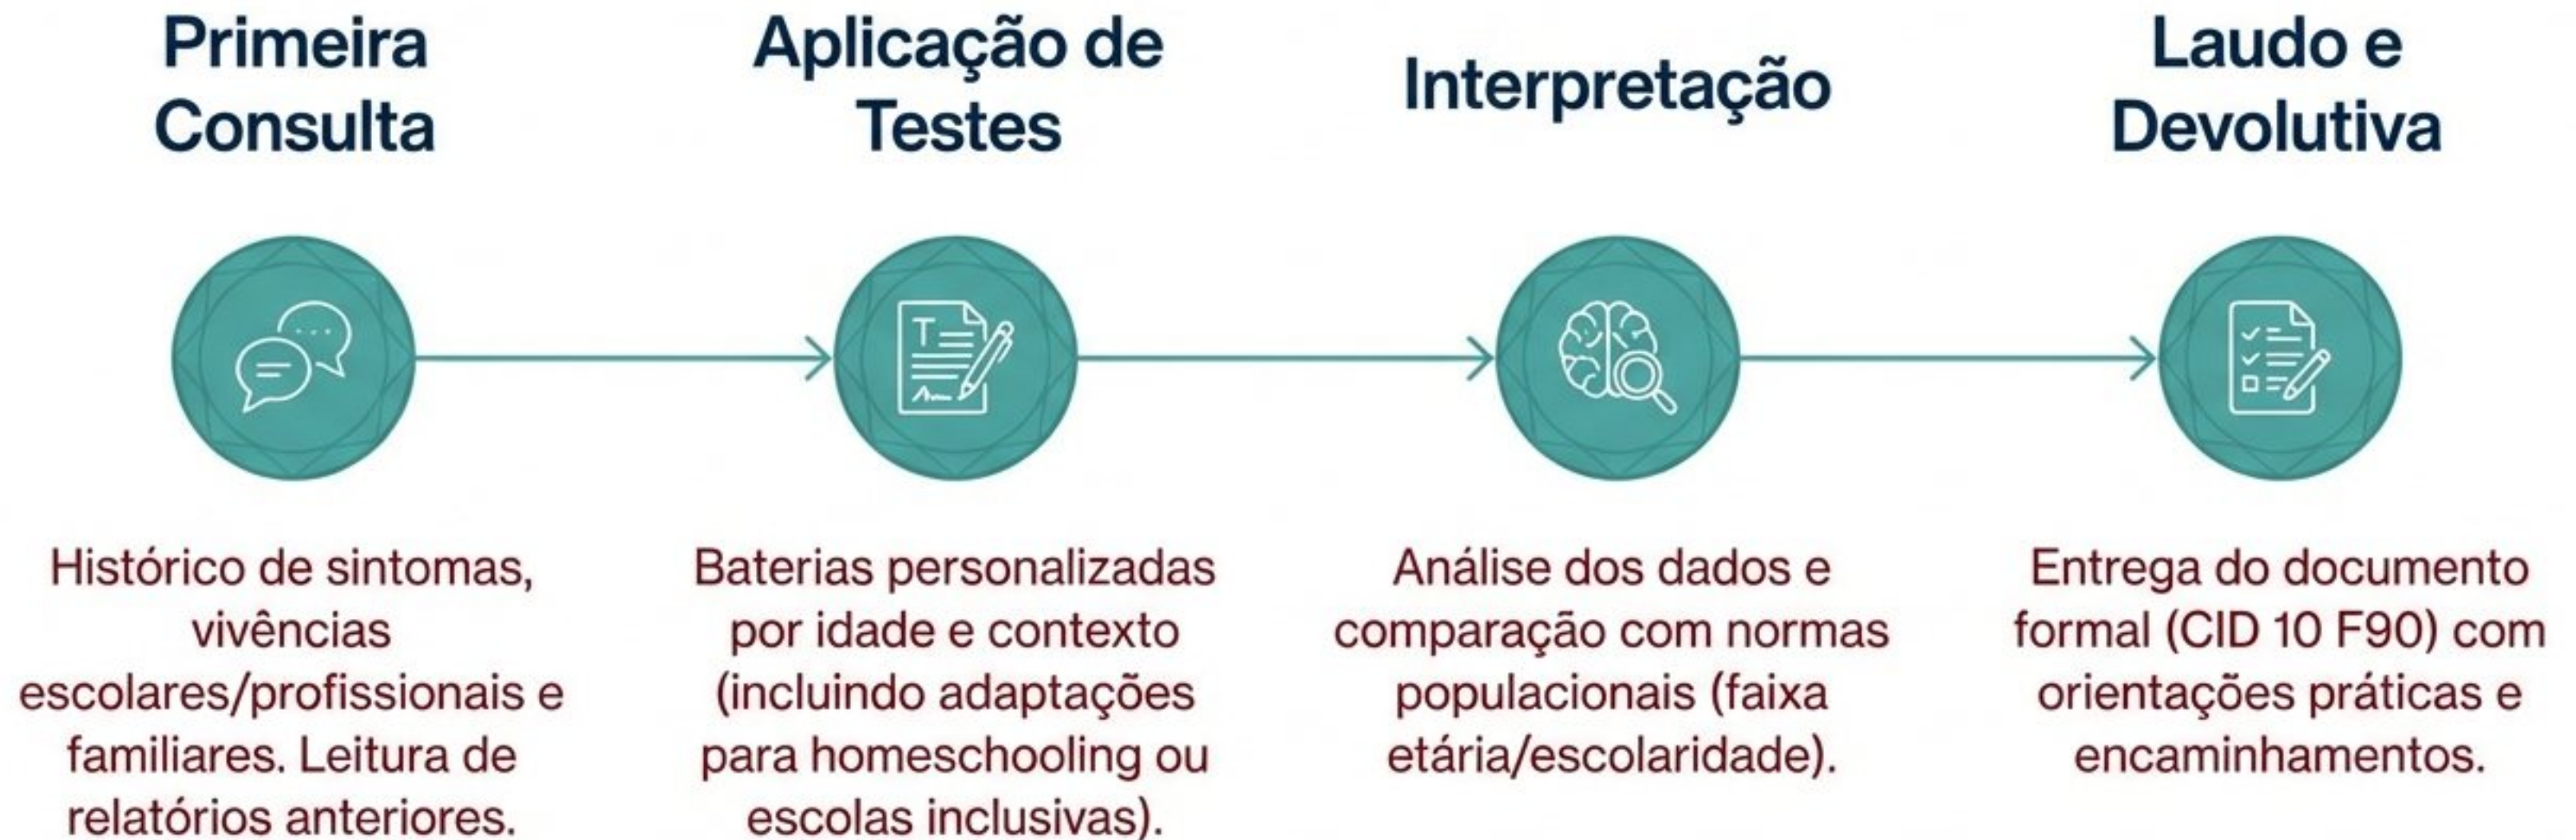 Primeira
Consulta
Histórico de sintomas,
vivências
escolares/profissionais e
familiares. Leitura de
relatórios anteriores.
Aplicação de
Testes
T
Baterias personalizadas
por idade e contexto
(incluindo adaptações
para homeschooling ou
escolas inclusivas).
Interpretação
Análise dos dados e
comparação com normas
populacionais (faixa
etária/escolaridade).
Laudo e
Devolutiva
Entrega do documento
formal (CID 10 F90) com
orientações práticas e
encaminhamentos.